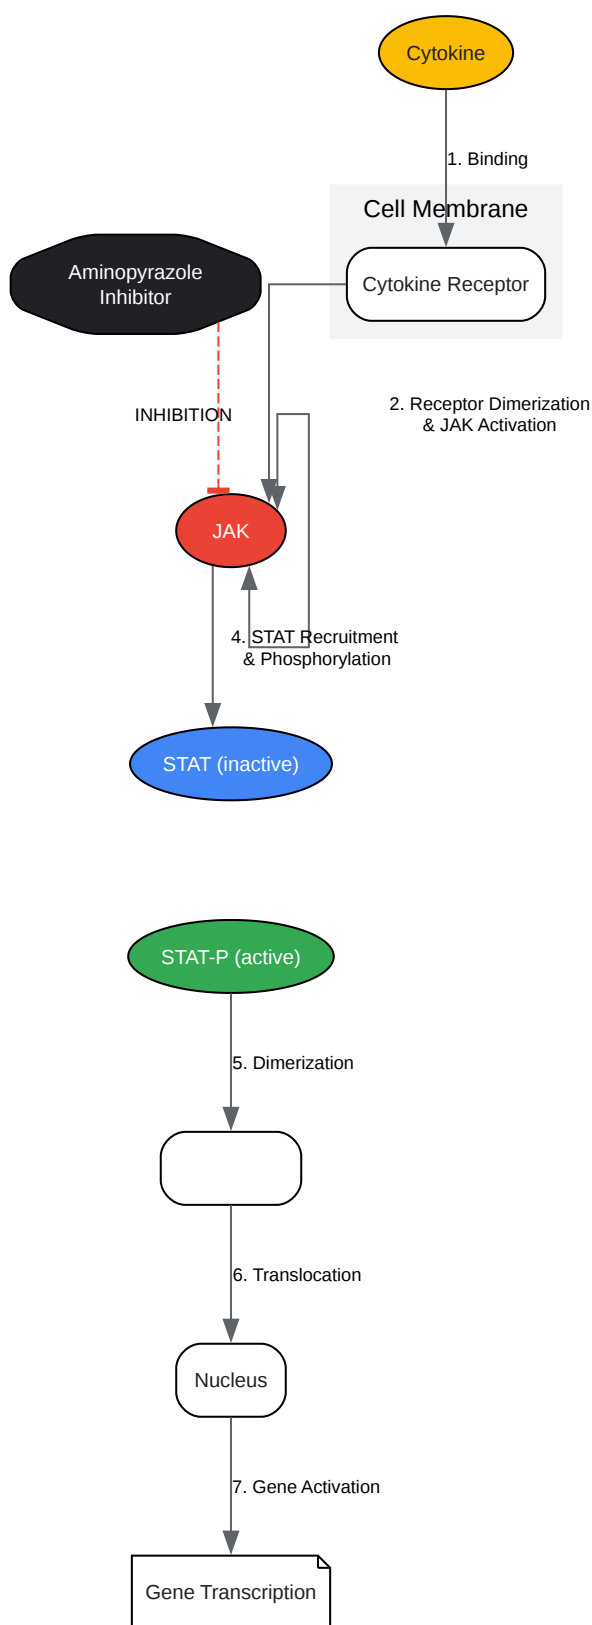 Cytokine
1. Binding
Cell Membrane
Cytokine Receptor
Aminopyrazole
Inhibitor
INHIBITION
2. Receptor Dimerization
& JAK Activation
JAK
4. STAT Recruitment
& Phosphorylation
STAT (inactive)
STAT-P (active)
5. Dimerization
6. Translocation
Nucleus
7. Gene Activation
Gene Transcription